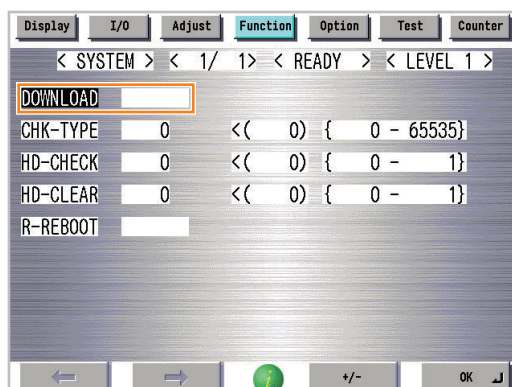 Display I/O Adjust Function Option Test Counter
< SYSTEM > < 1/ 1> < READY > < LEVEL 1 >
DOWNLOAD
CHK-TYPE 0 <( 0) { 0 - 65535}
HD-CHECK 0 <( 0) { 0 - 1}
HD-CLEAR 0 <( 0) { 0 - 1}
R-REBOOT
+/- OK